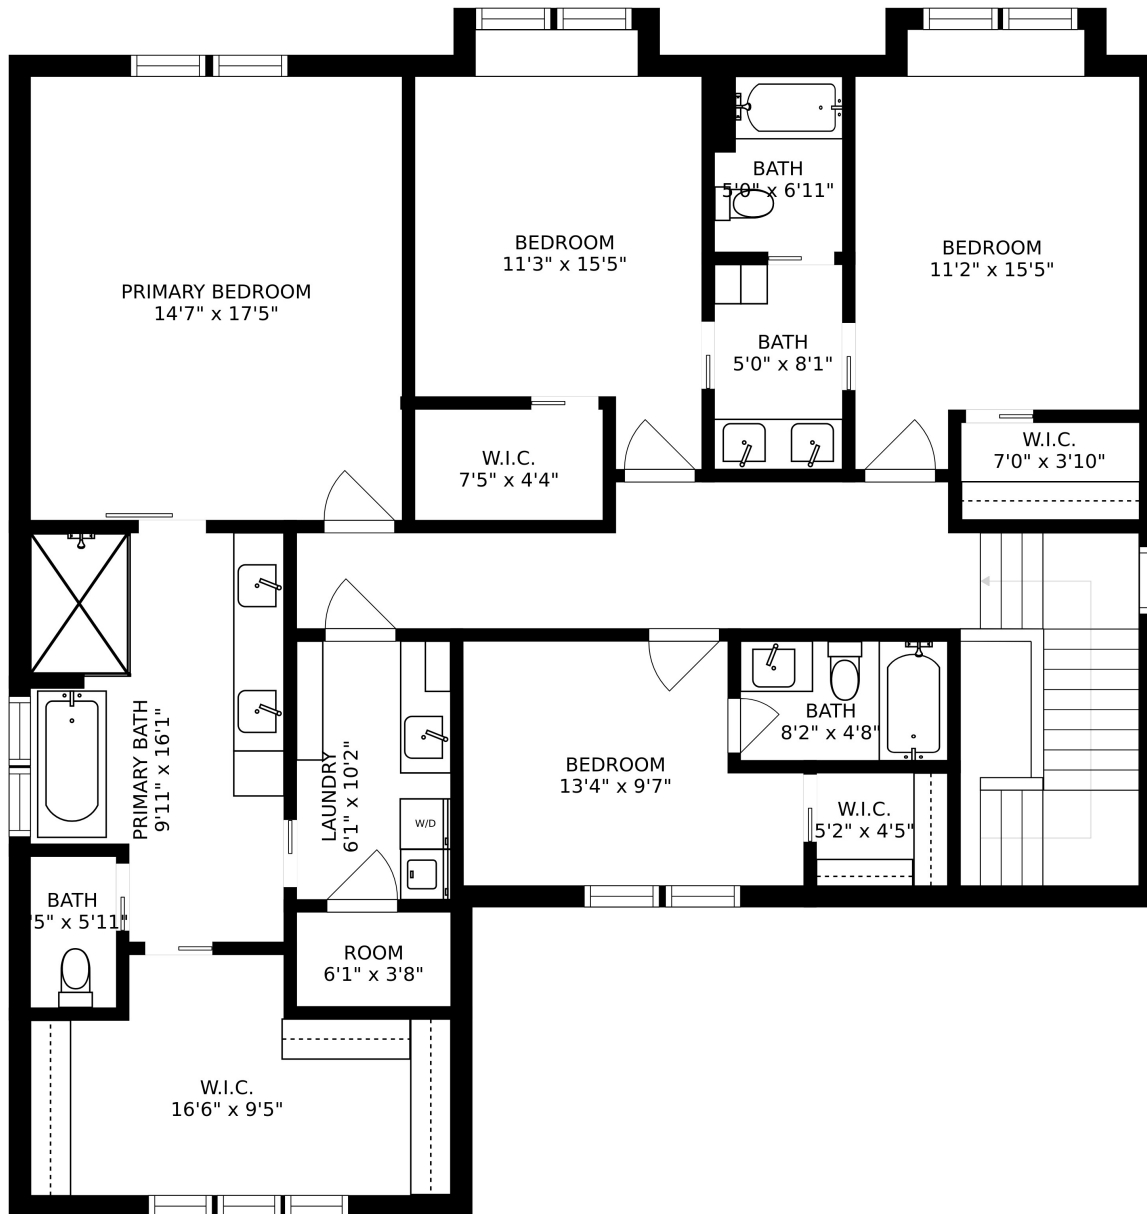 BATH
5'0" x 6'11"
BEDROOM
11'3" x 15'5"
BEDROOM
11'2" x 15'5"
PRIMARY BEDROOM
14'7" x 17'5"
BATH
5'0" x 8'1"
W.I.C.
7'5" x 4'4"
W.I.C.
7'0" x 3'10"
PRIMARY BATH
9'11" x 16'1"
LAUNDRY
6'1" x 10'2"
W/D
BEDROOM
13'4" x 9'7"
BATH
8'2" x 4'8"
W.I.C.
5'2" x 4'5"
BATH
'5" x 5'11"
ROOM
6'1" x 3'8"
W.I.C.
16'6" x 9'5"